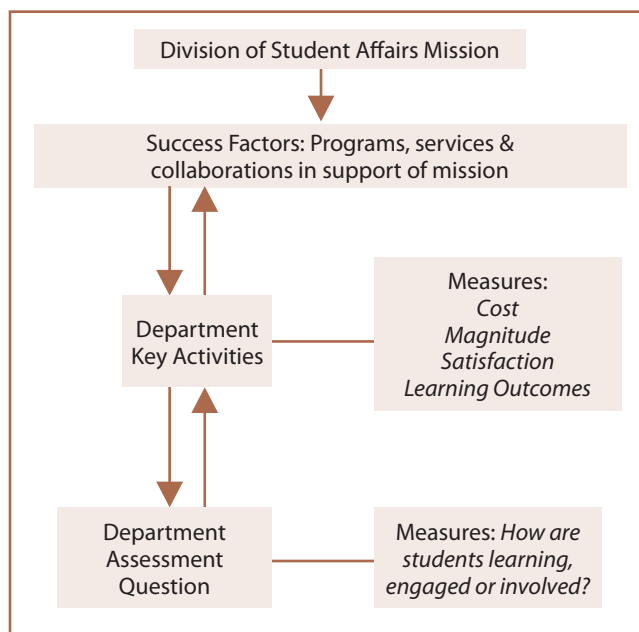 Division of Student Affairs Mission
Success Factors: Programs, services &
collaborations in support of mission
Department
Key Activities
Measures:
Cost
Magnitude
Satisfaction
Learning Outcomes
Department
Assessment
Question
Measures: How are
students learning,
engaged or involved?